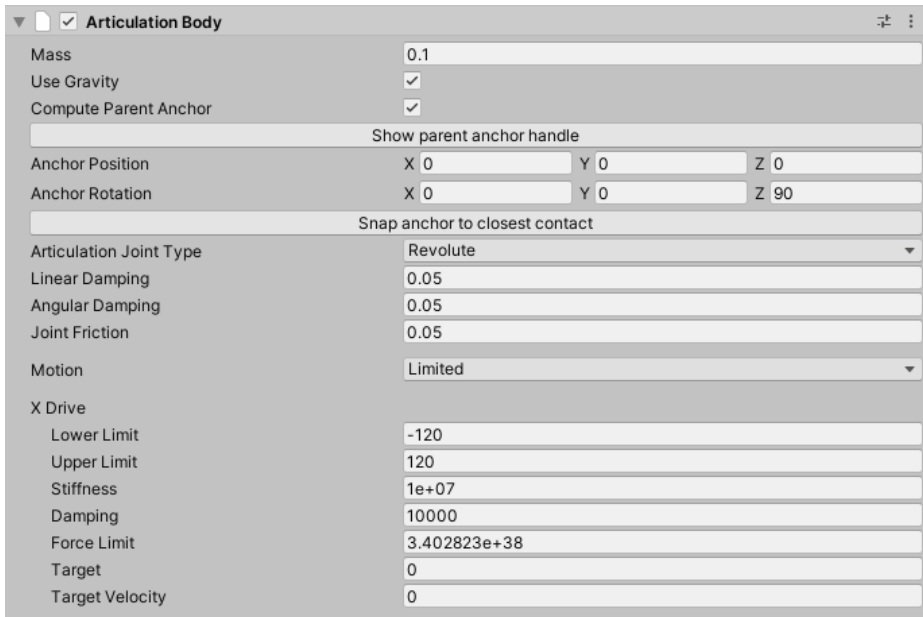 Articulation Body
Mass 0.1
Use Gravity
Compute Parent Anchor
Show parent anchor handle
Anchor Position X 0 Y 0 Z 0
Anchor Rotation X 0 Y 0 Z 90
Snap anchor to closest contact
Articulation Joint Type Revolute
Linear Damping 0.05
Angular Damping 0.05
Joint Friction 0.05
Motion Limited
X Drive
Lower Limit -120
Upper Limit 120
Stiffness 1e+07
Damping 10000
Force Limit 3.402823e+38
Target 0
Target Velocity 0